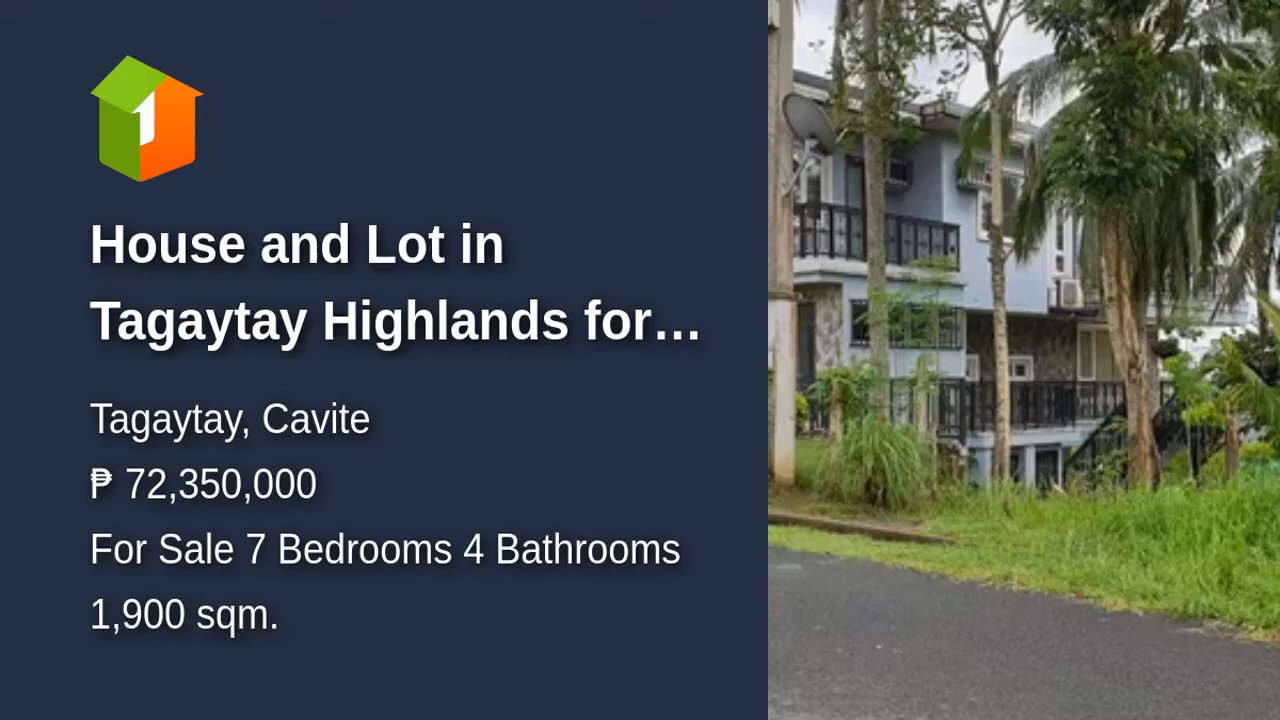 House and Lot in
Tagaytay Highlands for…
Tagaytay, Cavite
₱ 72,350,000
For Sale 7 Bedrooms 4 Bathrooms
1,900 sqm.